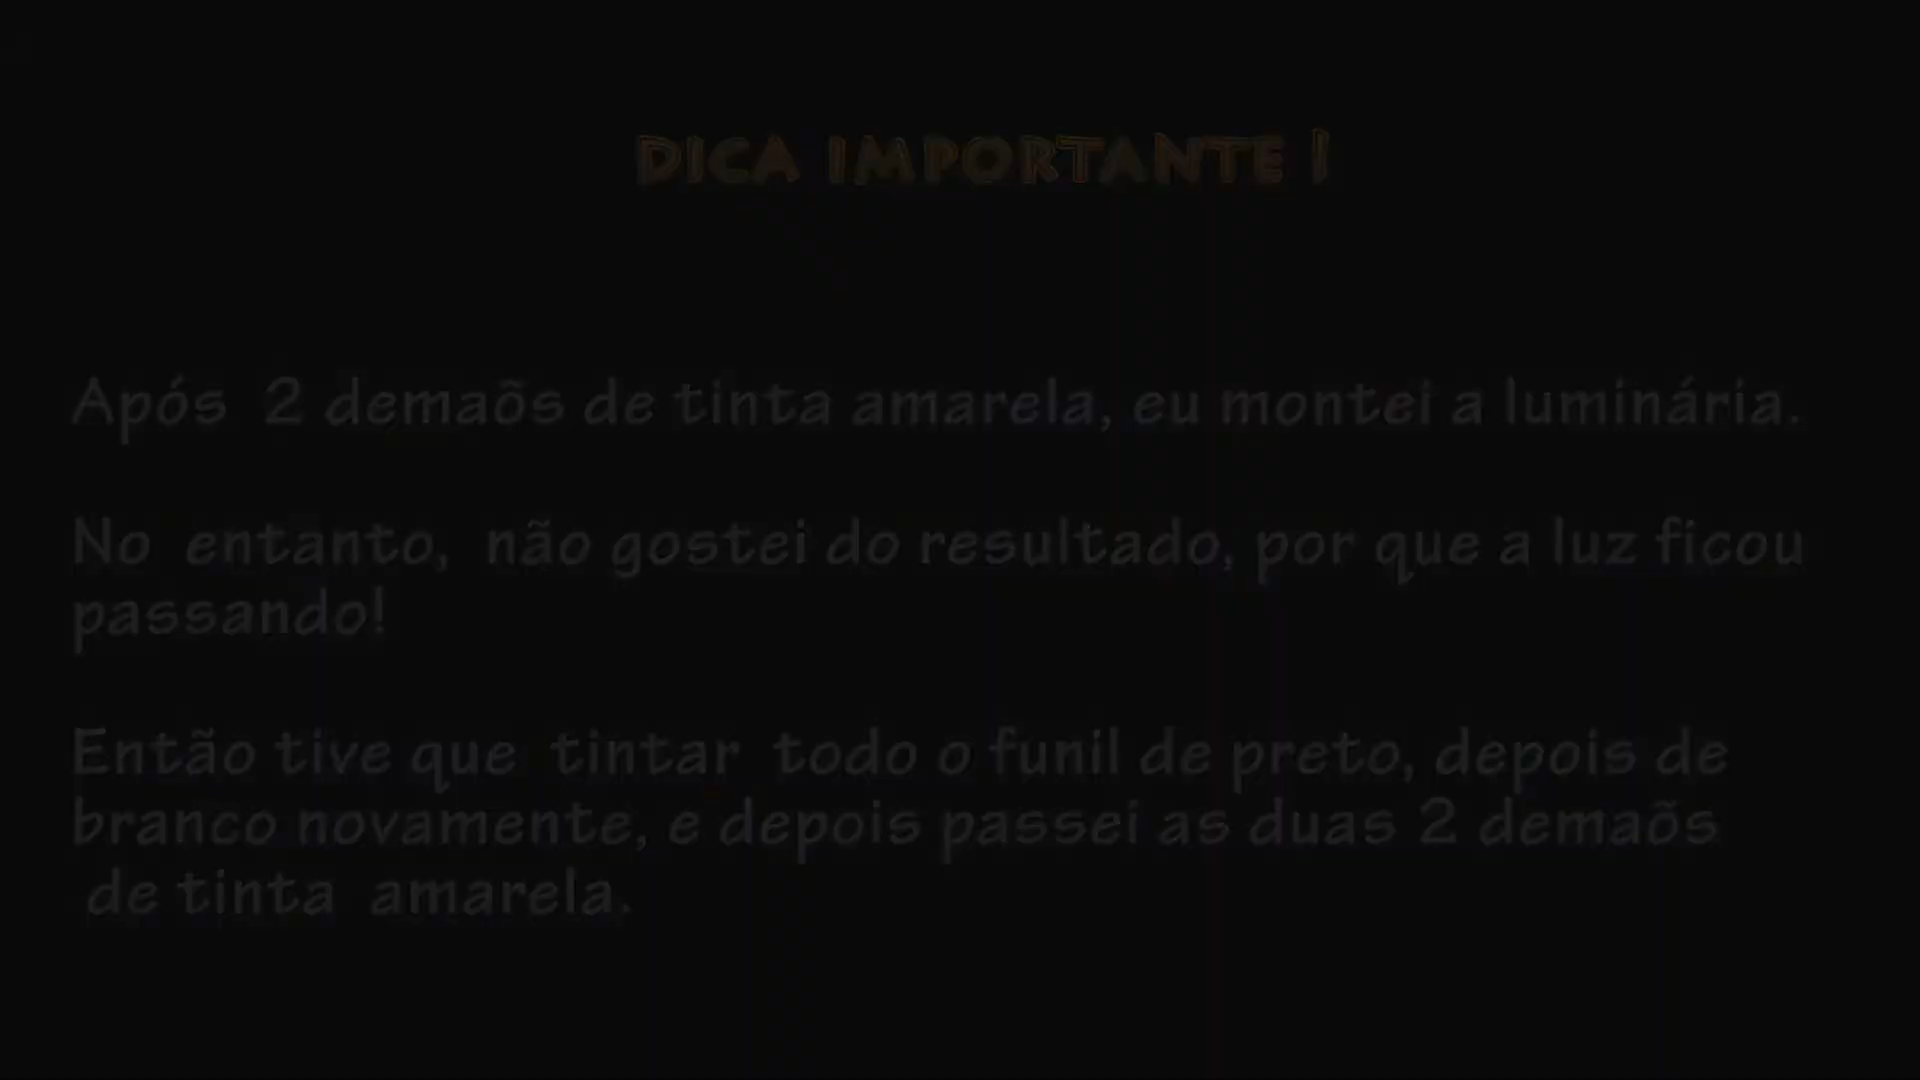 DICA IMPORTANTE !
Após 2 demaõs de tinta amarela, eu montei a luminária.
No entanto, não gostei do resultado, por que a luz ficou
passando!
Então tive que tintar todo o funil de preto, depois de
branco novamente, e depois passei as duas 2 demaõs
de tinta amarela.